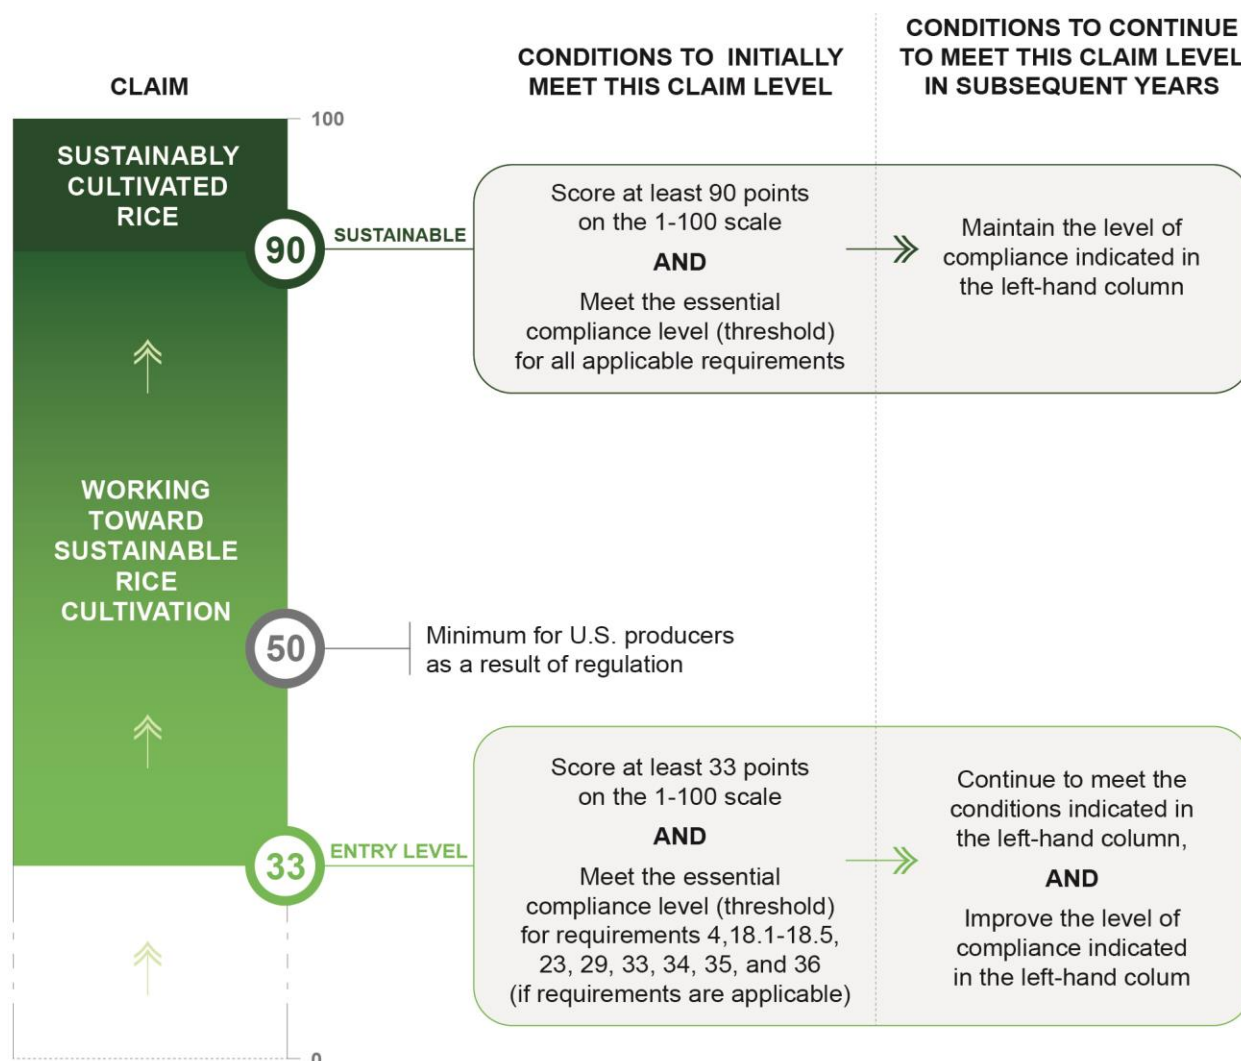 CLAIM
CONDITIONS TO INITIALLY
MEET THIS CLAIM LEVEL
CONDITIONS TO CONTINUE
TO MEET THIS CLAIM LEVEL
IN SUBSEQUENT YEARS
100
SUSTAINABLY
CULTIVATED
RICE
90
SUSTAINABLE
Score at least 90 points
on the 1-100 scale
AND
Meet the essential
compliance level (threshold)
for all applicable requirements
Maintain the level of
compliance indicated in
the left-hand column
WORKING
TOWARD
SUSTAINABLE
RICE
CULTIVATION
50
Minimum for U.S. producers
as a result of regulation
33
ENTRY LEVEL
Score at least 33 points
on the 1-100 scale
AND
Meet the essential
compliance level (threshold)
for requirements 4,18.1-18.5,
23, 29, 33, 34, 35, and 36
(if requirements are applicable)
Continue to meet the
conditions indicated in
the left-hand column,
AND
Improve the level of
compliance indicated
in the left-hand colum
0